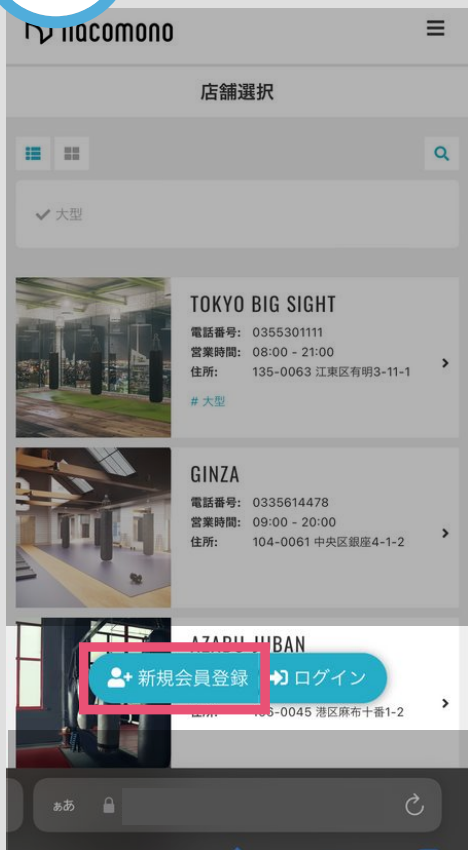 hacomono
店舗選択
大型
TOKYO BIG SIGHT
電話番号: 0355301111
営業時間: 08:00 - 21:00
住所: 135-0063 江東区有明3-11-1
# 大型
GINZA
電話番号: 0335614478
営業時間: 09:00 - 20:00
住所: 104-0061 中央区銀座4-1-2
AZABU JUBAN
新規会員登録 ログイン
住所: 106-0045 港区麻布十番1-2
ぁあ